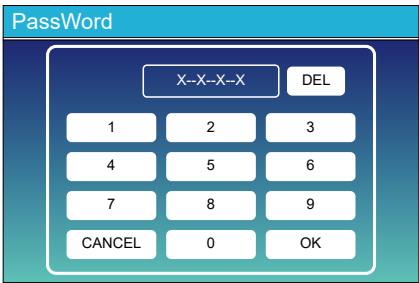 PassWord
X--X--X--X DEL
1 2 3
4 5 6
7 8 9
CANCEL 0 OK